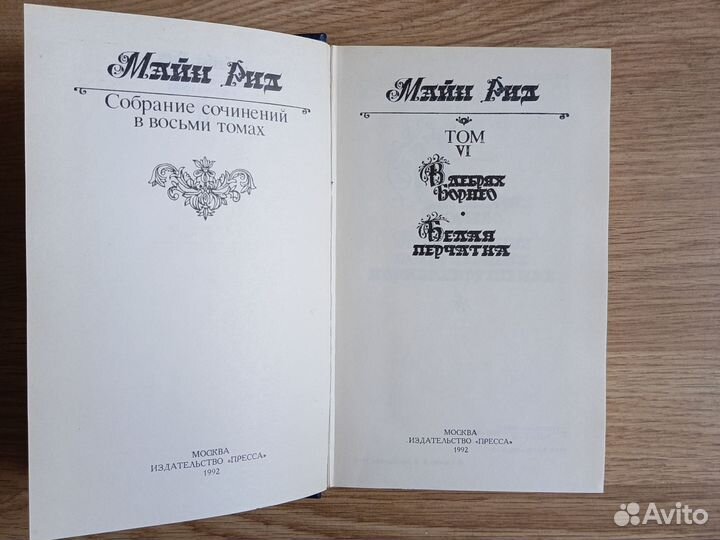 Майн Рид
Собрание сочинений
в восьми томах
МОСКВА
ИЗДАТЕЛЬСТВО «ПРЕССА»
1992
Майн Рид
ТОМ
VI
В дебрях
Борнео
•
Белая
перчатка
МОСКВА
ИЗДАТЕЛЬСТВО «ПРЕССА»
1992
Avito